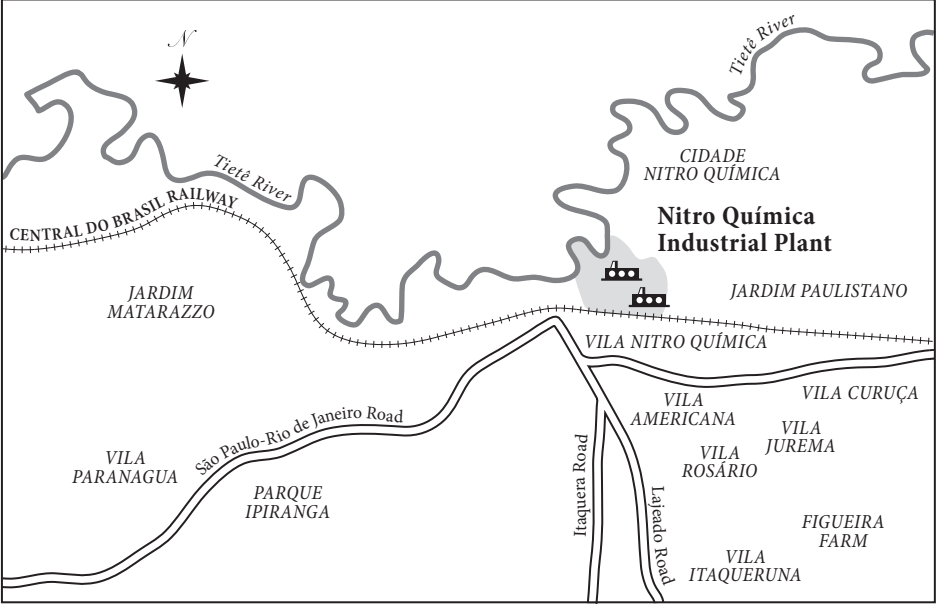 N
Tietê River
CIDADE
NITRO QUÍMICA
Tietê River
CENTRAL DO BRASIL RAILWAY
Nitro Química
Industrial Plant
JARDIM
MATARAZZO
JARDIM PAULISTANO
VILA NITRO QUÍMICA
VILA CURUÇA
VILA
AMERICANA
São Paulo-Rio de Janeiro Road
VILA
JUREMA
VILA
ROSÁRIO
VILA
PARANAGUA
Itaquera Road
PARQUE
IPIRANGA
Lajeado Road
FIGUEIRA
FARM
VILA
ITAQUERUNA